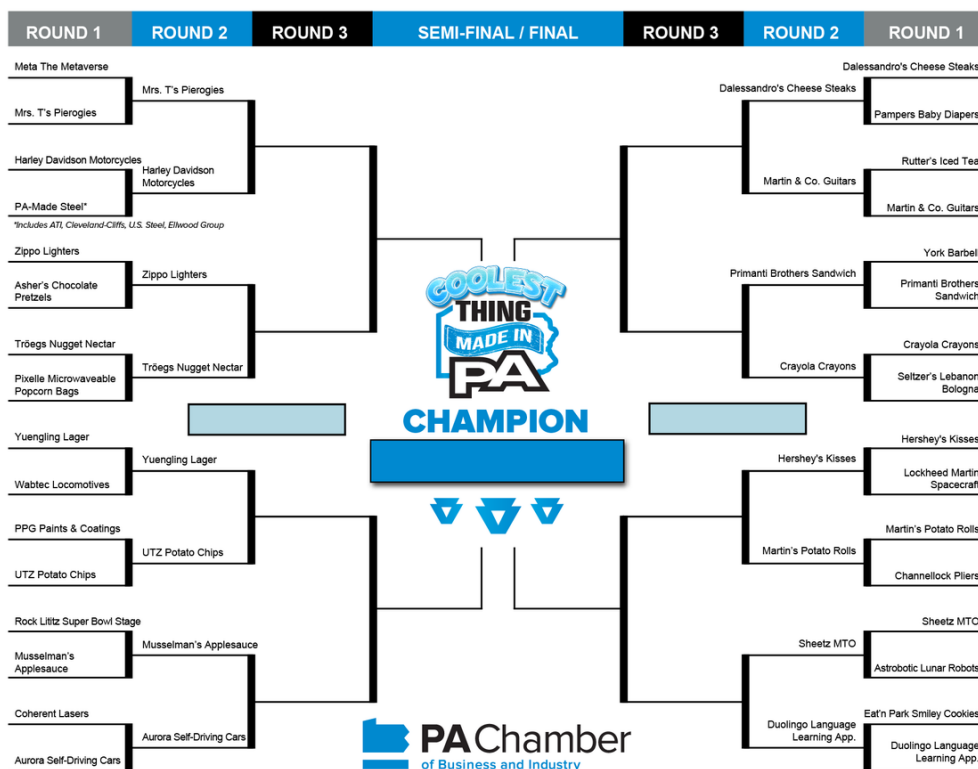 ROUND 1
ROUND 2
ROUND 3
SEMI-FINAL / FINAL
ROUND 3
ROUND 2
ROUND 1
Meta The Metaverse
Mrs. T's Pierogies
Harley Davidson Motorcycles
PA-Made Steel*
*Includes ATI, Cleveland-Cliffs, U.S. Steel, Ellwood Group
Zippo Lighters
Asher's Chocolate
Pretzels
Tröegs Nugget Nectar
Pixelle Microwaveable
Popcorn Bags
Yuengling Lager
Wabtec Locomotives
PPG Paints & Coatings
UTZ Potato Chips
Rock Lititz Super Bowl Stage
Musselman's
Applesauce
Coherent Lasers
Aurora Self-Driving Cars
Mrs. T's Pierogies
Harley Davidson
Motorcycles
Zippo Lighters
Tröegs Nugget Nectar
Yuengling Lager
UTZ Potato Chips
Musselman's Applesauce
Aurora Self-Driving Cars
COOLEST
THING
MADE IN
PA
CHAMPION
PA Chamber
of Business and Industry
Dalessandro's Cheese Steaks
Martin & Co. Guitars
Primanti Brothers Sandwich
Crayola Crayons
Hershey's Kisses
Martin's Potato Rolls
Sheetz MTO
Duolingo Language
Learning App.
Dalessandro's Cheese Steaks
Pampers Baby Diapers
Rutter's Iced Tea
Martin & Co. Guitars
York Barbell
Primanti Brothers
Sandwich
Crayola Crayons
Seltzer's Lebanon
Bologna
Hershey's Kisses
Lockheed Martin
Spacecraft
Martin's Potato Rolls
Channellock Pliers
Sheetz MTO
Astrobotic Lunar Robots
Eat'n Park Smiley Cookies
Duolingo Language
Learning App.